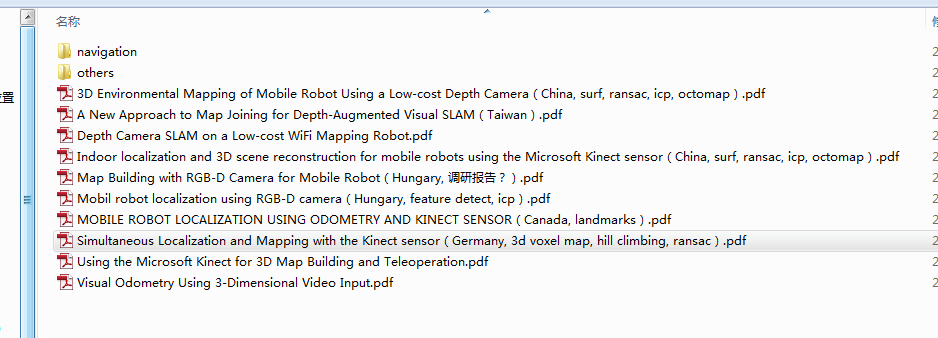 名称
navigation
others
3D Environmental Mapping of Mobile Robot Using a Low-cost Depth Camera ( China, surf, ransac, icp, octomap ) .pdf
A New Approach to Map Joining for Depth-Augmented Visual SLAM ( Taiwan ) .pdf
位置
Depth Camera SLAM on a Low-cost WiFi Mapping Robot.pdf
Indoor localization and 3D scene reconstruction for mobile robots using the Microsoft Kinect sensor ( China, surf, ransac, icp, octomap ) .pdf
Map Building with RGB-D Camera for Mobile Robot ( Hungary, 调研报告？ ) .pdf
Mobil robot localization using RGB-D camera ( Hungary, feature detect, icp ) .pdf
MOBILE ROBOT LOCALIZATION USING ODOMETRY AND KINECT SENSOR ( Canada, landmarks ) .pdf
Simultaneous Localization and Mapping with the Kinect sensor ( Germany, 3d voxel map, hill climbing, ransac ) .pdf
Using the Microsoft Kinect for 3D Map Building and Teleoperation.pdf
Visual Odometry Using 3-Dimensional Video Input.pdf